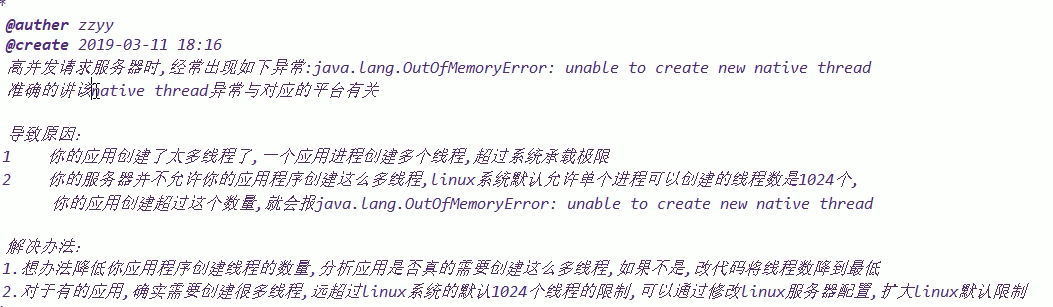 *
@auther zzyy
@create 2019-03-11 18:16
高并发请求服务器时,经常出现如下异常:java.lang.OutOfMemoryError: unable to create new native thread
准确的讲该native thread异常与对应的平台有关
导致原因:
1 你的应用创建了太多线程了,一个应用进程创建多个线程,超过系统承载极限
2 你的服务器并不允许你的应用程序创建这么多线程,linux系统默认允许单个进程可以创建的线程数是1024个,
你的应用创建超过这个数量,就会报java.lang.OutOfMemoryError: unable to create new native thread
解决办法:
1.想办法降低你应用程序创建线程的数量,分析应用是否真的需要创建这么多线程,如果不是,改代码将线程数降到最低
2.对于有的应用,确实需要创建很多线程,远超过linux系统的默认1024个线程的限制,可以通过修改linux服务器配置,扩大linux默认限制